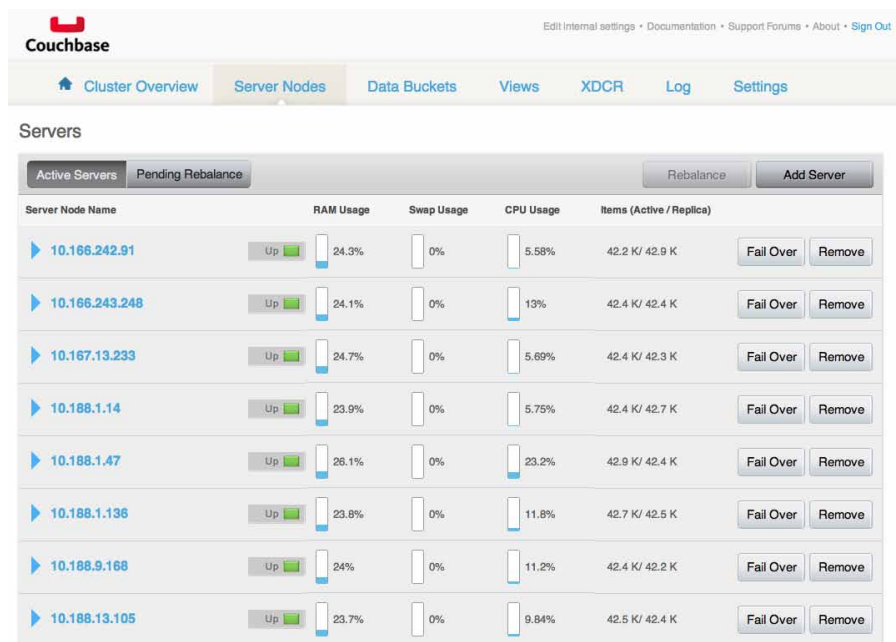 Edit internal settings • Documentation • Support Forums • About • Sign Out
Couchbase
Cluster Overview Server Nodes Data Buckets Views XDCR Log Settings
Servers
Active Servers Pending Rebalance Rebalance Add Server
Server Node Name RAM Usage Swap Usage CPU Usage Items (Active / Replica)
10.166.242.91 Up 24.3% 0% 5.58% 42.2 K/ 42.9 K Fail Over Remove
10.166.243.248 Up 24.1% 0% 13% 42.4 K/ 42.4 K Fail Over Remove
10.167.13.233 Up 24.7% 0% 5.69% 42.4 K/ 42.3 K Fail Over Remove
10.188.1.14 Up 23.9% 0% 5.75% 42.4 K/ 42.7 K Fail Over Remove
10.188.1.47 Up 26.1% 0% 23.2% 42.9 K/ 42.4 K Fail Over Remove
10.188.1.136 Up 23.8% 0% 11.8% 42.7 K/ 42.5 K Fail Over Remove
10.188.9.168 Up 24% 0% 11.2% 42.4 K/ 42.2 K Fail Over Remove
10.188.13.105 Up 23.7% 0% 9.84% 42.5 K/ 42.4 K Fail Over Remove